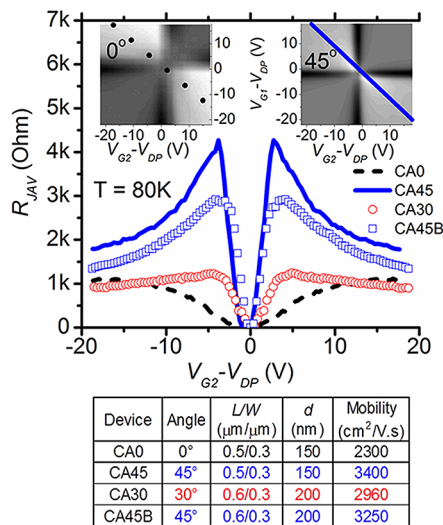 7k
6k
5k
4k
3k
2k
1k
0
R_JAV (Ohm)
0°
10
0
-10
-20
-20 -10 0 10
V_G2-V_DP (V)
45°
V_G1-V_DP (V)
10
0
-10
-20
-20 -10 0 10
V_G2-V_DP (V)
T = 80K
CA0
CA45
CA30
CA45B
-20 -10 0 10 20
V_G2-V_DP (V)
Device Angle L/W (μm/μm) d (nm) Mobility (cm²/V.s)
CA0 0° 0.5/0.3 150 2300
CA45 45° 0.5/0.3 150 3400
CA30 30° 0.6/0.3 200 2960
CA45B 45° 0.6/0.3 200 3250